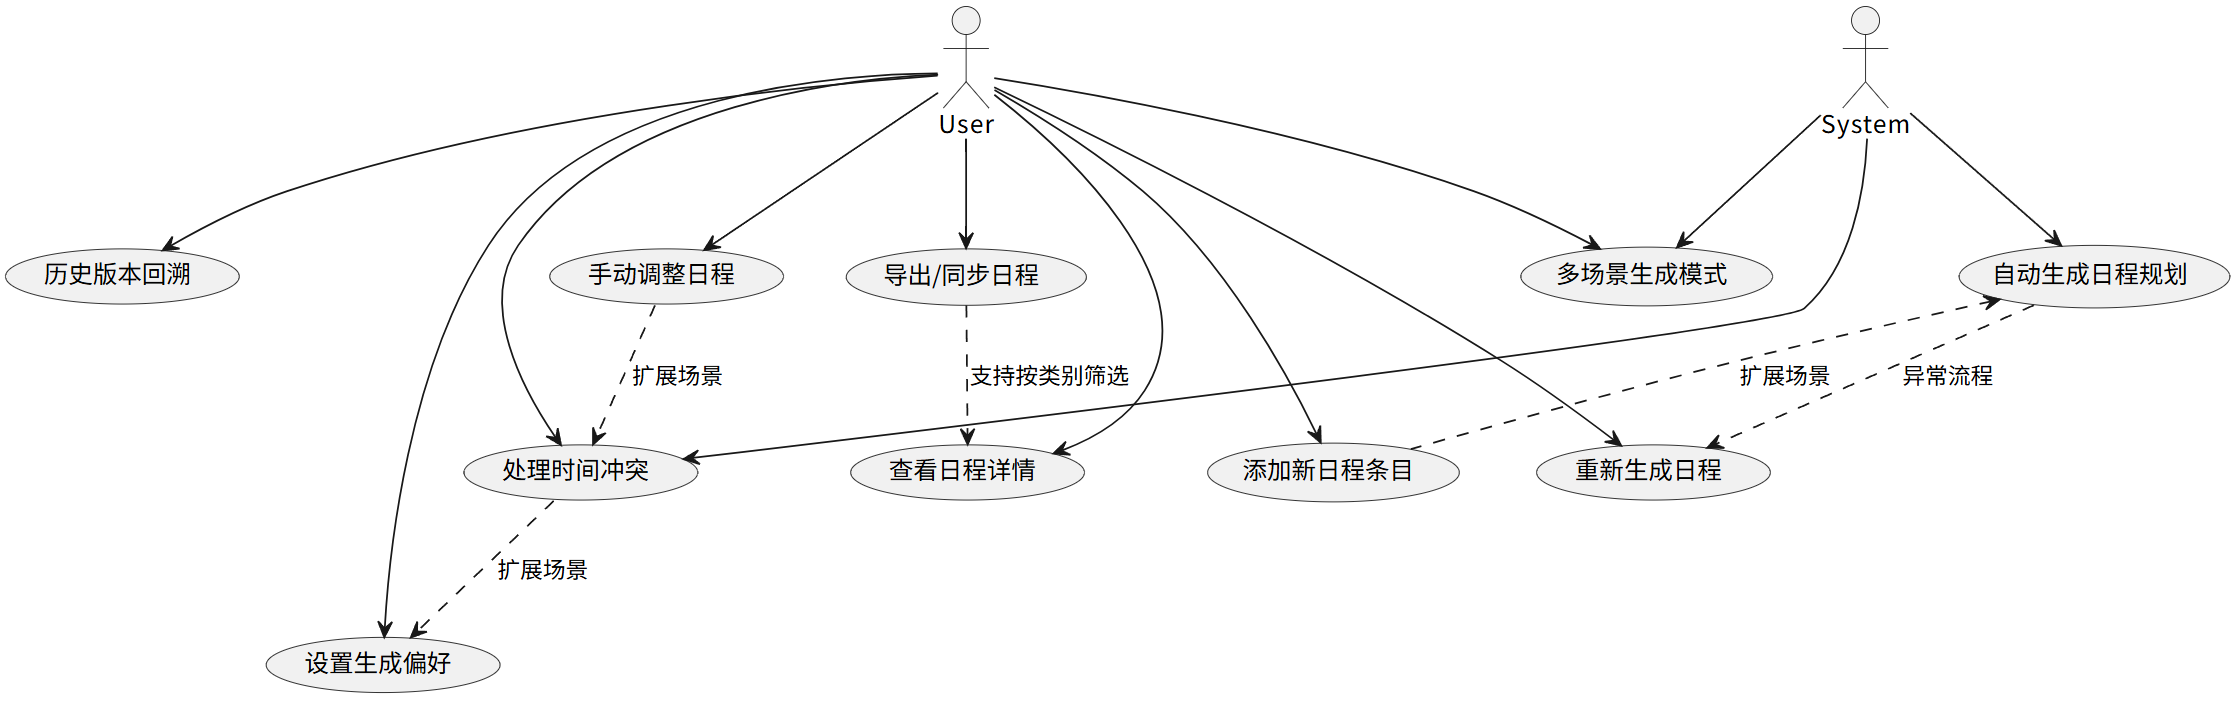 User
System
历史版本回溯
手动调整日程
导出/同步日程
多场景生成模式
自动生成日程规划
扩展场景
支持按类别筛选
扩展场景
异常流程
处理时间冲突
查看日程详情
添加新日程条目
重新生成日程
扩展场景
设置生成偏好